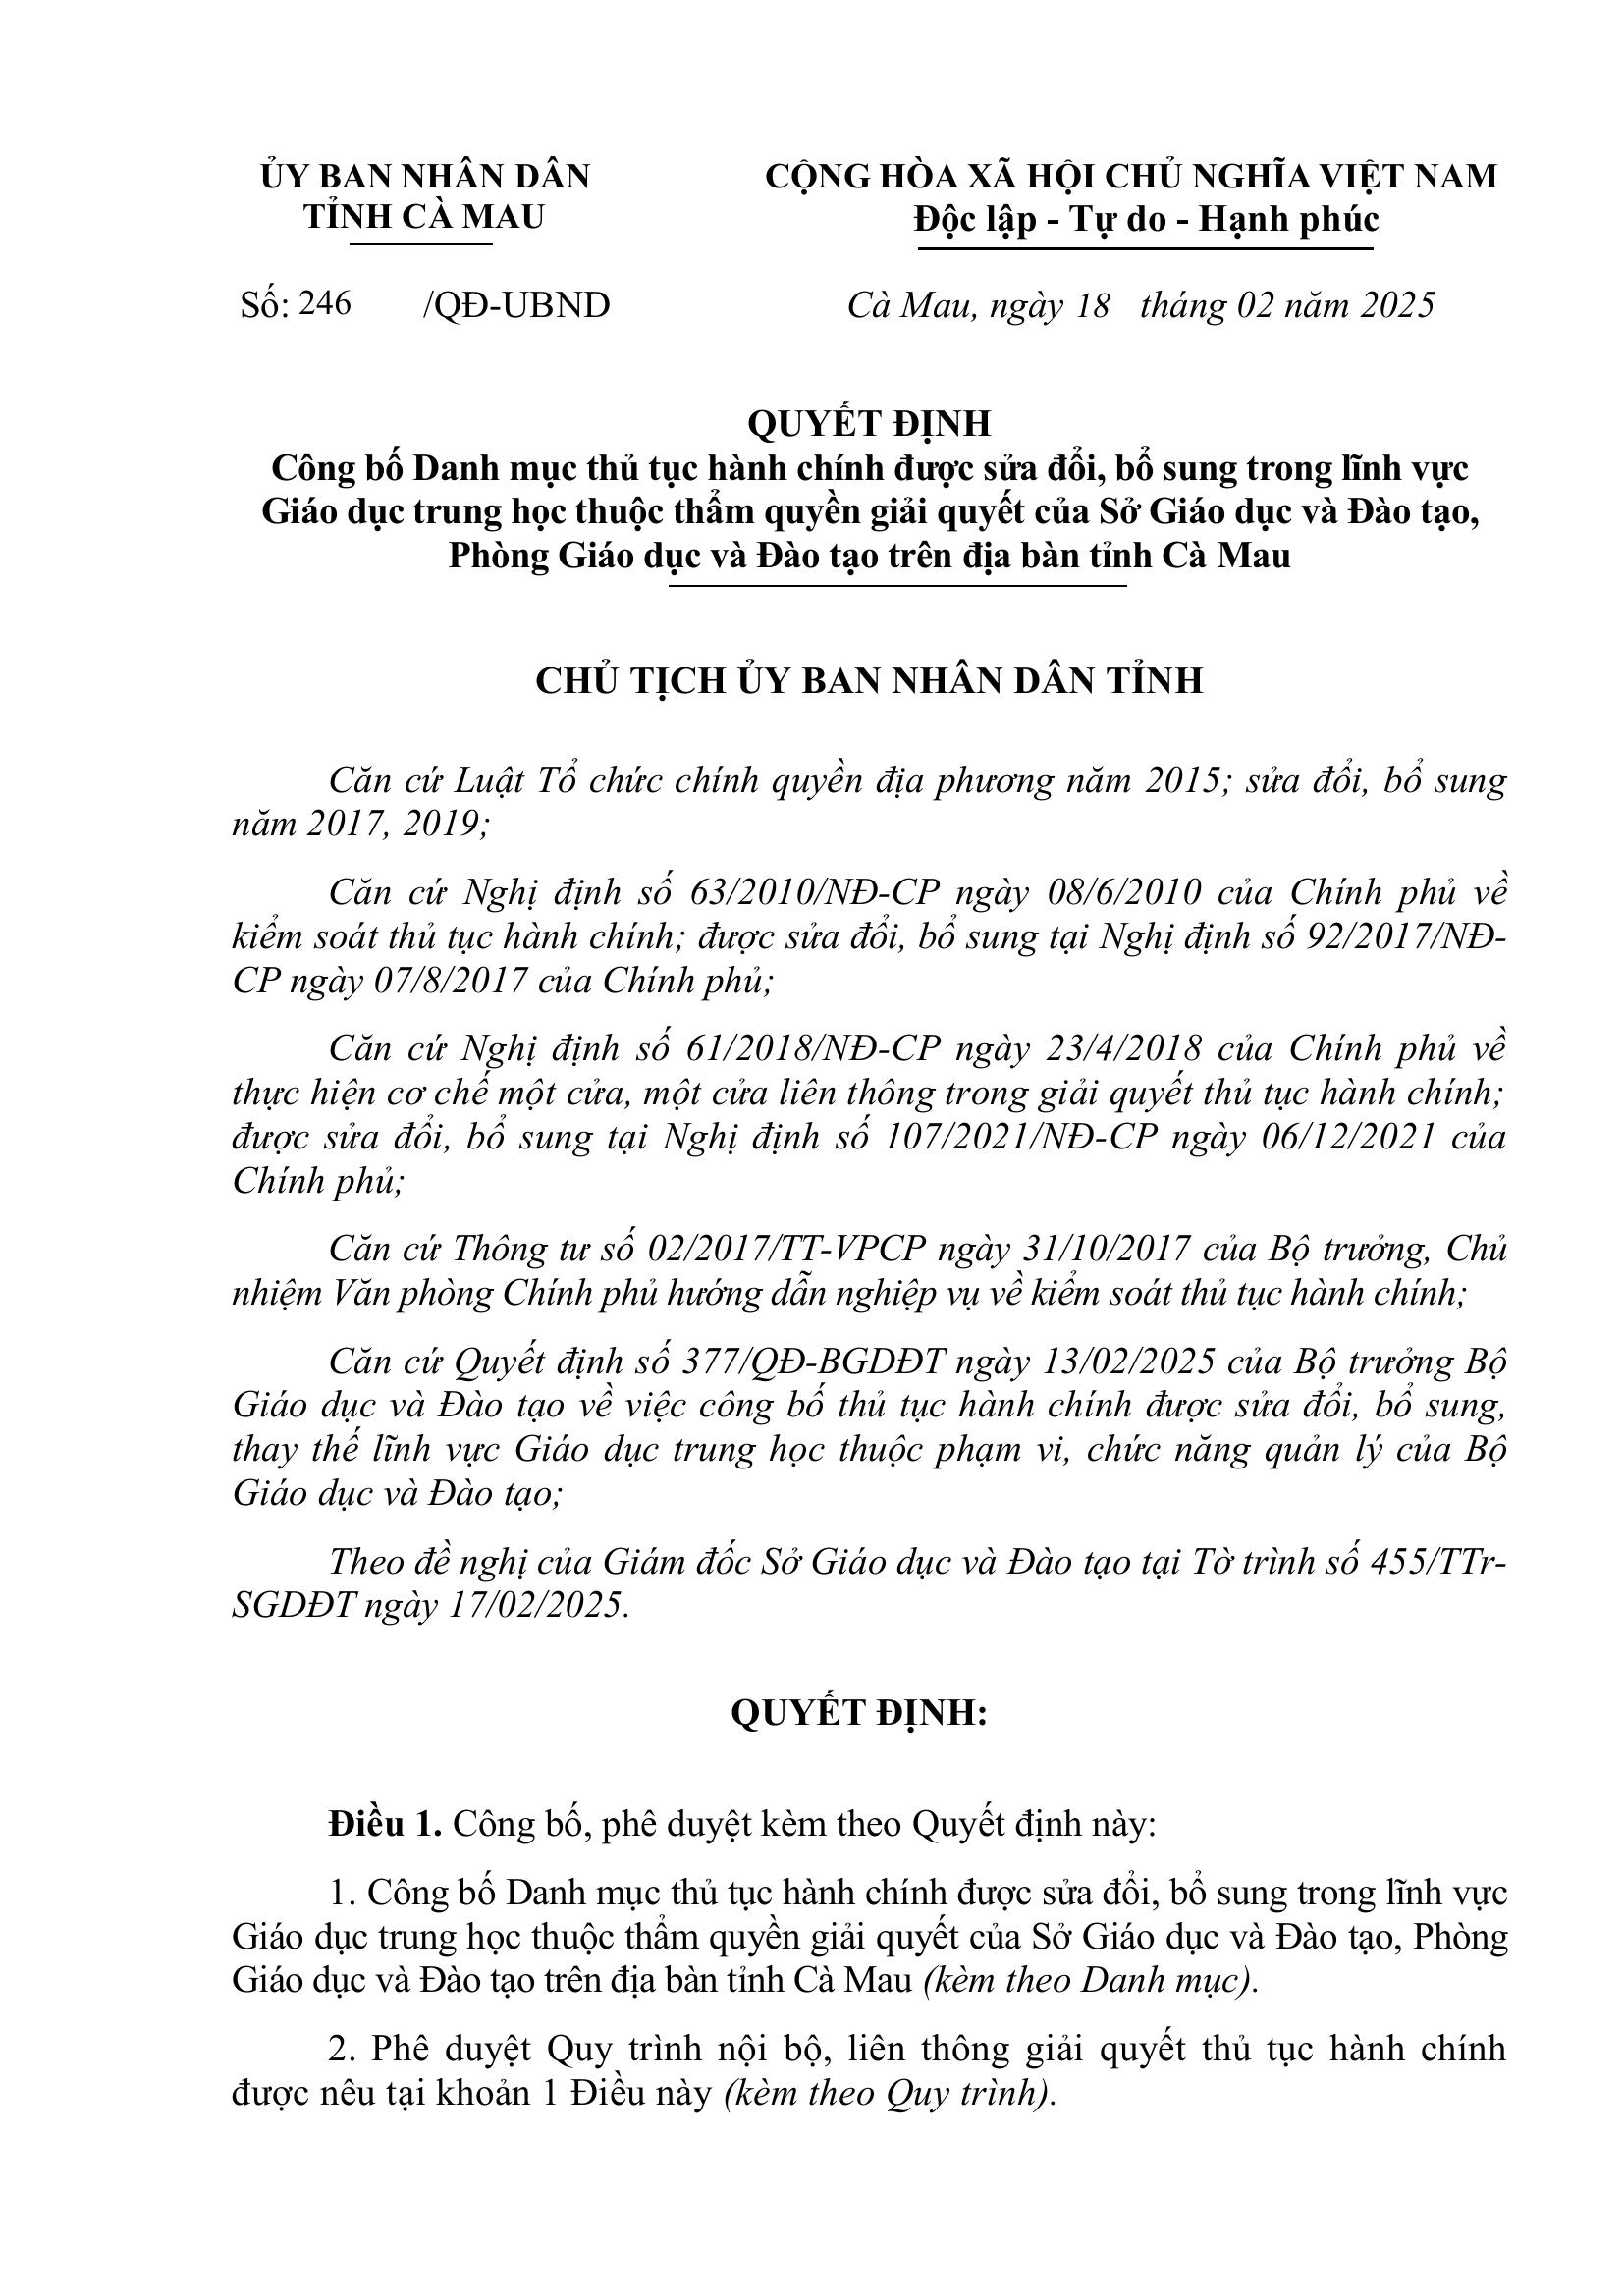 ỦY BAN NHÂN DÂN
TỈNH CÀ MAU
CỘNG HÒA XÃ HỘI CHỦ NGHĨA VIỆT NAM
Độc lập - Tự do - Hạnh phúc
Số: 246 /QĐ-UBND
Cà Mau, ngày 18 tháng 02 năm 2025
QUYẾT ĐỊNH
Công bố Danh mục thủ tục hành chính được sửa đổi, bổ sung trong lĩnh vực
Giáo dục trung học thuộc thẩm quyền giải quyết của Sở Giáo dục và Đào tạo,
Phòng Giáo dục và Đào tạo trên địa bàn tỉnh Cà Mau
CHỦ TỊCH ỦY BAN NHÂN DÂN TỈNH
Căn cứ Luật Tổ chức chính quyền địa phương năm 2015; sửa đổi, bổ sung
năm 2017, 2019;
Căn cứ Nghị định số 63/2010/NĐ-CP ngày 08/6/2010 của Chính phủ về
kiểm soát thủ tục hành chính; được sửa đổi, bổ sung tại Nghị định số 92/2017/NĐ-
CP ngày 07/8/2017 của Chính phủ;
Căn cứ Nghị định số 61/2018/NĐ-CP ngày 23/4/2018 của Chính phủ về
thực hiện cơ chế một cửa, một cửa liên thông trong giải quyết thủ tục hành chính;
được sửa đổi, bổ sung tại Nghị định số 107/2021/NĐ-CP ngày 06/12/2021 của
Chính phủ;
Căn cứ Thông tư số 02/2017/TT-VPCP ngày 31/10/2017 của Bộ trưởng, Chủ
nhiệm Văn phòng Chính phủ hướng dẫn nghiệp vụ về kiểm soát thủ tục hành chính;
Căn cứ Quyết định số 377/QĐ-BGDĐT ngày 13/02/2025 của Bộ trưởng Bộ
Giáo dục và Đào tạo về việc công bố thủ tục hành chính được sửa đổi, bổ sung,
thay thế lĩnh vực Giáo dục trung học thuộc phạm vi, chức năng quản lý của Bộ
Giáo dục và Đào tạo;
Theo đề nghị của Giám đốc Sở Giáo dục và Đào tạo tại Tờ trình số 455/TTr-
SGDĐT ngày 17/02/2025.
QUYẾT ĐỊNH:
Điều 1. Công bố, phê duyệt kèm theo Quyết định này:
1. Công bố Danh mục thủ tục hành chính được sửa đổi, bổ sung trong lĩnh vực
Giáo dục trung học thuộc thẩm quyền giải quyết của Sở Giáo dục và Đào tạo, Phòng
Giáo dục và Đào tạo trên địa bàn tỉnh Cà Mau (kèm theo Danh mục).
2. Phê duyệt Quy trình nội bộ, liên thông giải quyết thủ tục hành chính
được nêu tại khoản 1 Điều này (kèm theo Quy trình).